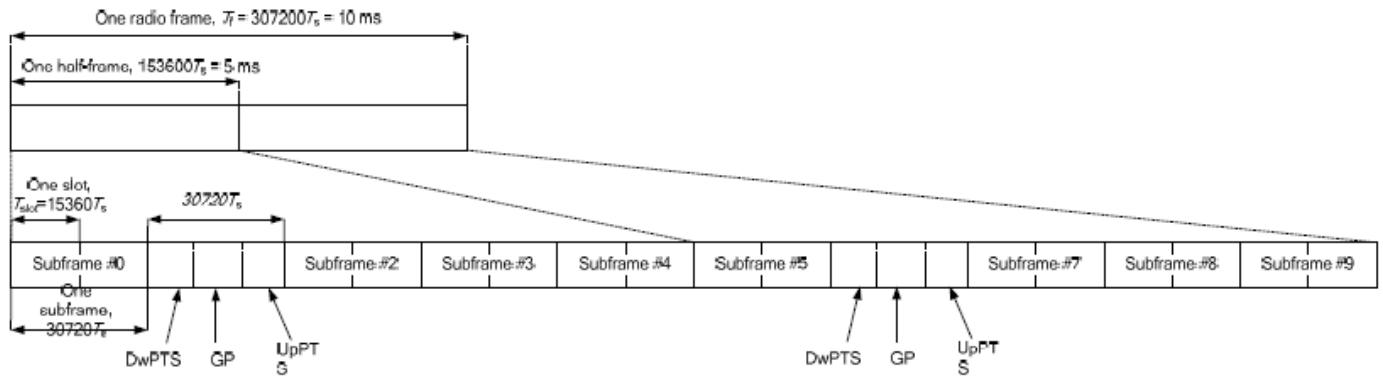 One radio frame, Tf = 307200Ts = 10 ms
One half-frame, 153600Ts = 5 ms
One slot,
Tslot=15360Ts
30720Ts
Subframe #0
Subframe #2
Subframe #3
Subframe #4
Subframe #5
Subframe #7
Subframe #8
Subframe #9
One
subframe,
30720Ts
DwPTS
GP
UpPT
S
DwPTS
GP
UpPT
S